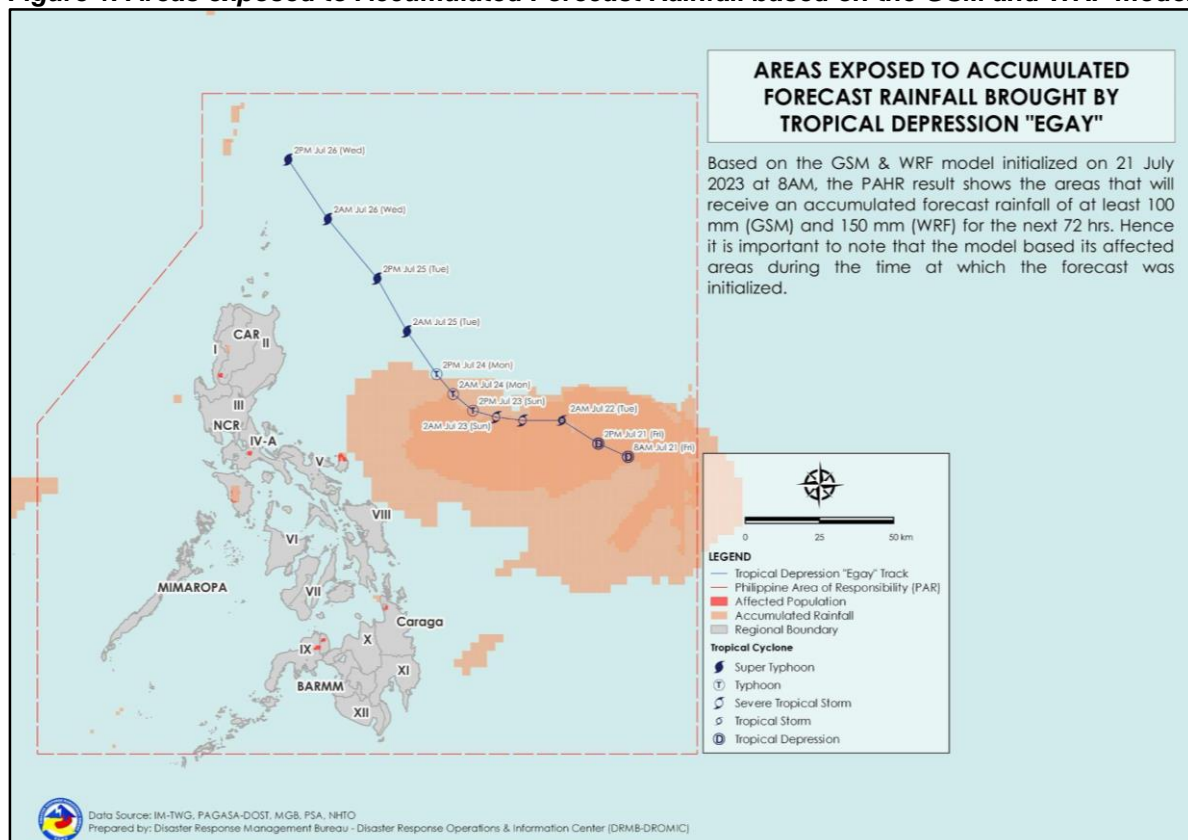 Figure 1. Areas exposed to Accumulated Forecast Rainfall based on the GSM and WRF Model
AREAS EXPOSED TO ACCUMULATED
FORECAST RAINFALL BROUGHT BY
TROPICAL DEPRESSION "EGAY"
Based on the GSM & WRF model initialized on 21 July
2023 at 8AM, the PAHR result shows the areas that will
receive an accumulated forecast rainfall of at least 100
mm (GSM) and 150 mm (WRF) for the next 72 hrs. Hence
it is important to note that the model based its affected
areas during the time at which the forecast was
initialized.
2PM Jul 26 (Wed)
2AM Jul 26 (Wed)
2PM Jul 25 (Tue)
2AM Jul 25 (Tue)
2PM Jul 24 (Mon)
2AM Jul 24 (Mon)
2PM Jul 23 (Sun)
2AM Jul 23 (Sun)
2AM Jul 22 (Tue)
2PM Jul 21 (Fri)
8AM Jul 21 (Fri)
CAR
I
II
III
NCR
IV-A
V
VIII
VI
MIMAROPA
VII
Caraga
X
IX
XI
BARMM
XII
0 25 50 km
LEGEND
Tropical Depression "Egay" Track
Philippine Area of Responsibility (PAR)
Affected Population
Accumulated Rainfall
Regional Boundary
Tropical Cyclone
Super Typhoon
Typhoon
Severe Tropical Storm
Tropical Storm
Tropical Depression
Data Source: IM-TWG, PAGASA-DOST, MGB, PSA, NHTO
Prepared by: Disaster Response Management Bureau - Disaster Response Operations & Information Center (DRMB-DROMIC)